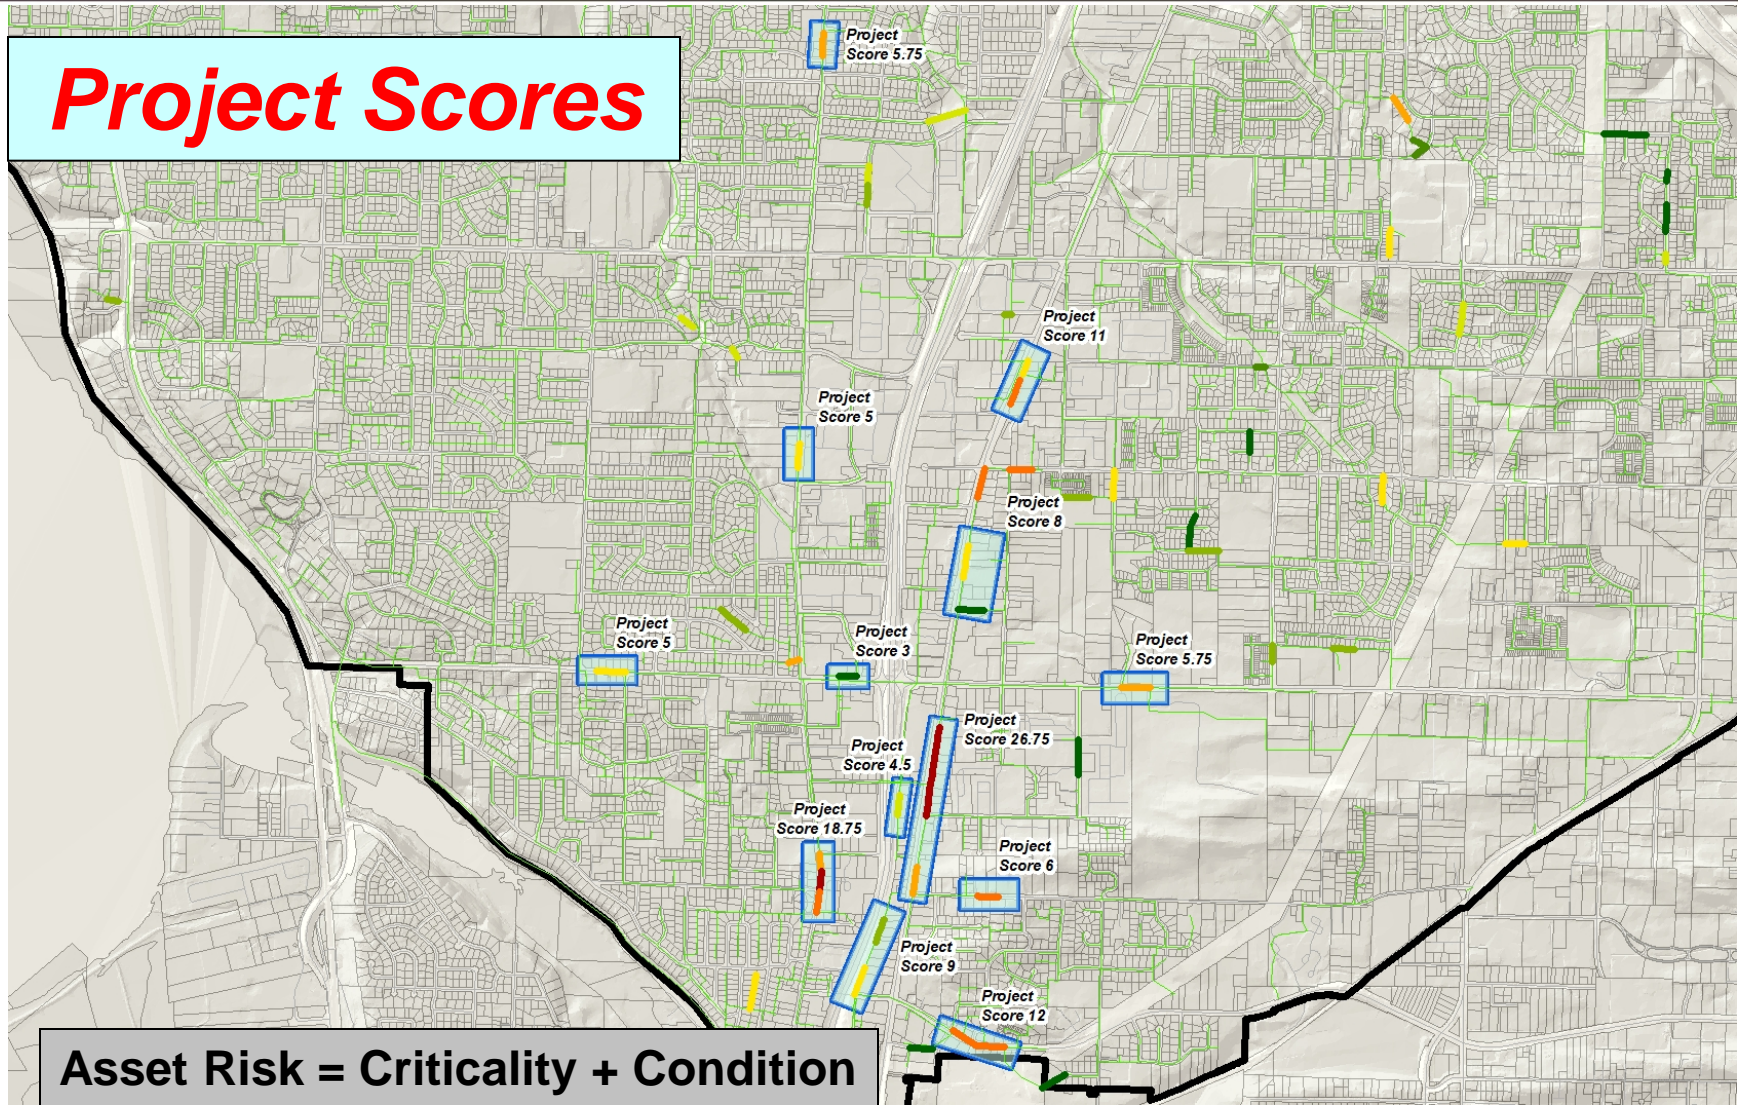 Project Scores
Project
Score 5.75
Project
Score 11
Project
Score 5
Project
Score 8
Project
Score 5
Project
Score 3
Project
Score 5.75
Project
Score 26.75
Project
Score 4.5
Project
Score 18.75
Project
Score 6
Project
Score 9
Project
Score 12
Asset Risk = Criticality + Condition